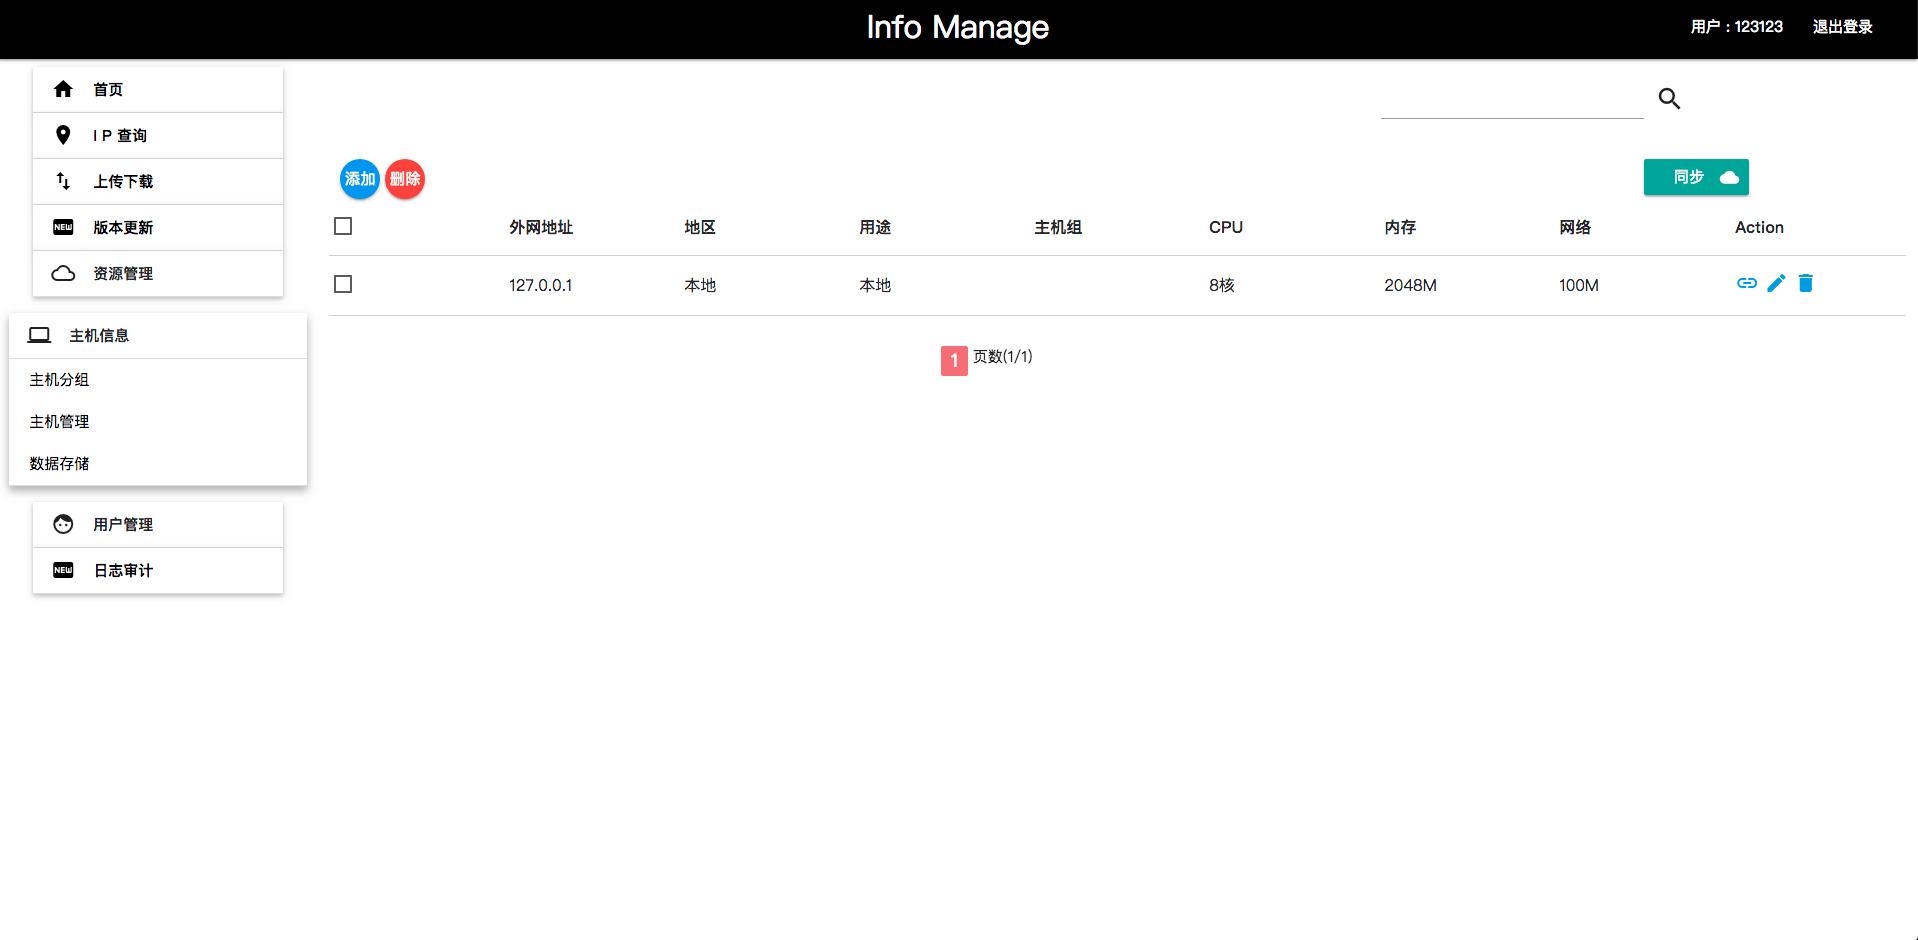 Info Manage
用户：123123 退出登录
首页
I P 查询
上传下载
NEW 版本更新
资源管理
主机信息
主机分组
主机管理
数据存储
用户管理
NEW 日志审计
添加 删除 同步
外网地址 地区 用途 主机组 CPU 内存 网络 Action
127.0.0.1 本地 本地 8核 2048M 100M
1 页数(1/1)